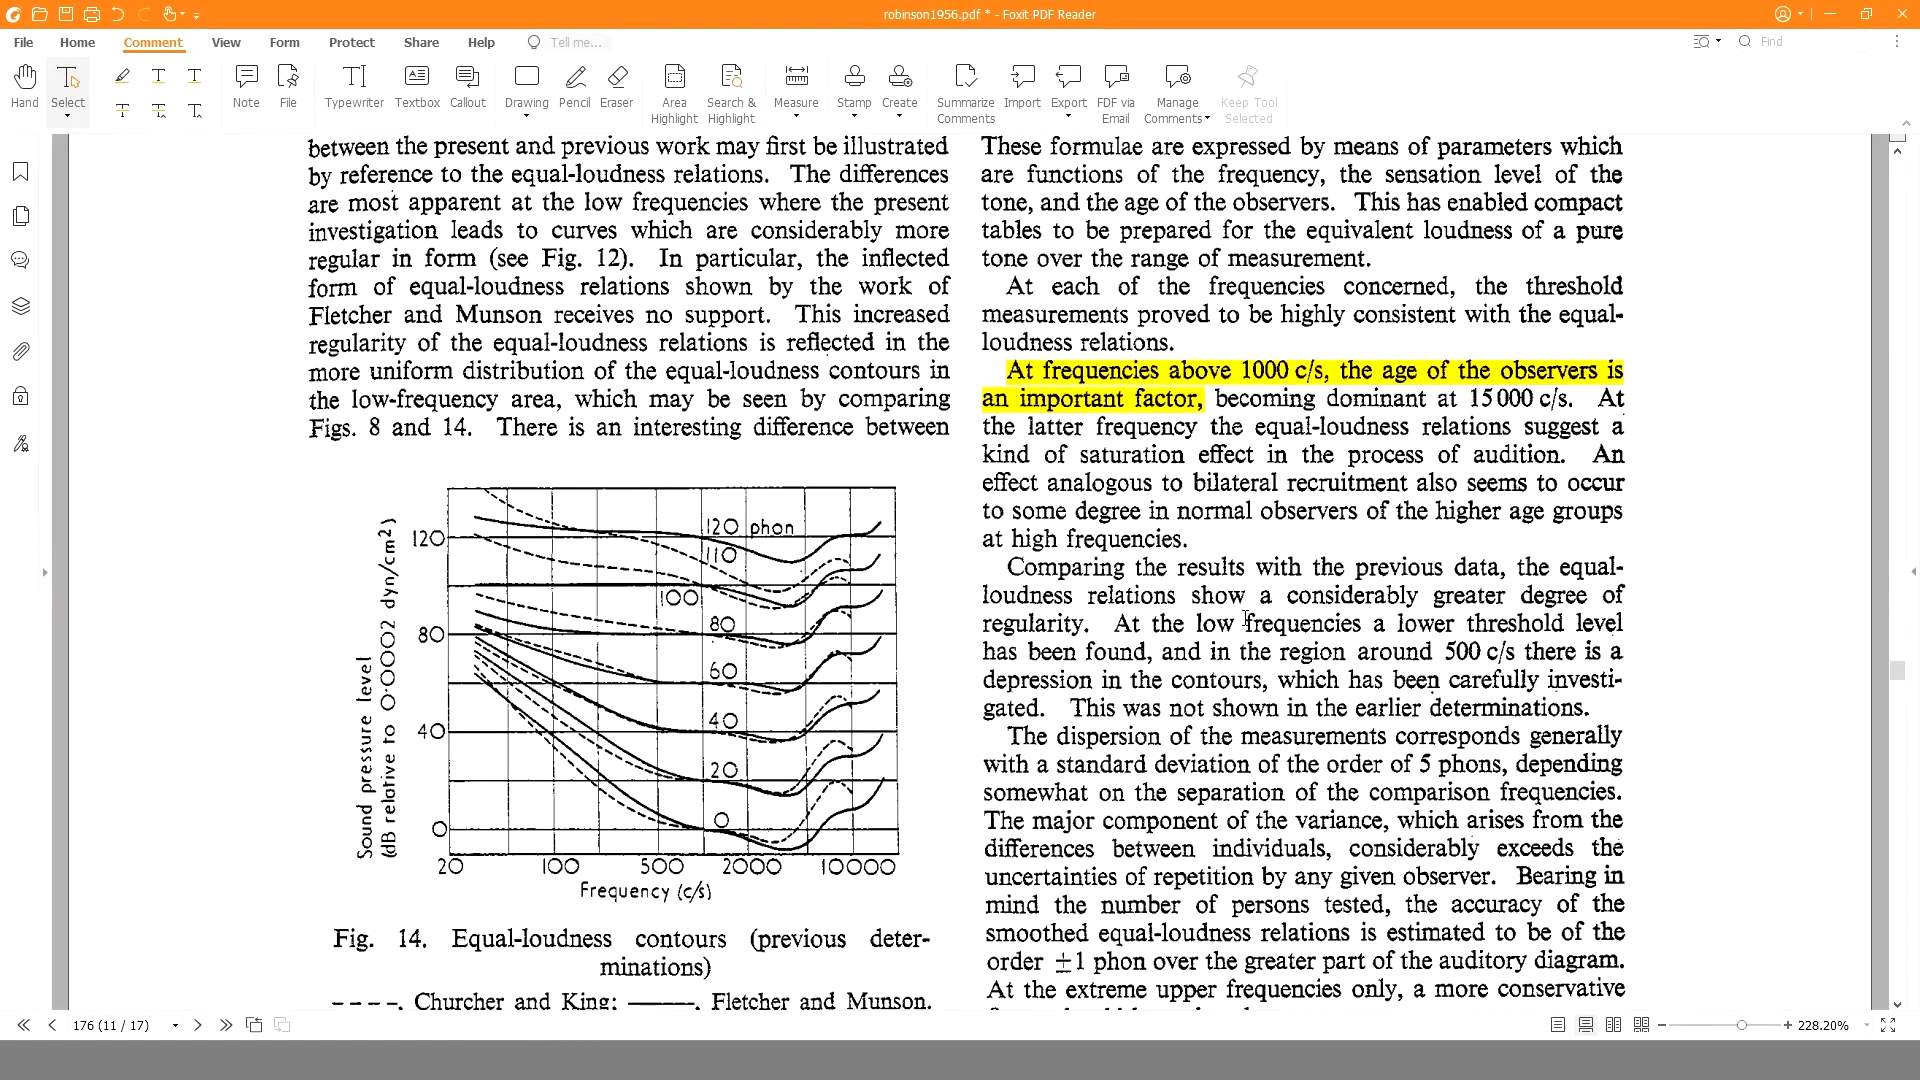 robinson1956.pdf * - Foxit PDF Reader
File Home Comment View Form Protect Share Help Tell me... Find
Hand Select Note File Typewriter Textbox Callout Drawing Pencil Eraser Area Highlight Search & Highlight Measure Stamp Create Summarize Comments Import Export FDF via Email Manage Comments Keep Tool Selected
between the present and previous work may first be illustrated
by reference to the equal-loudness relations. The differences
are most apparent at the low frequencies where the present
investigation leads to curves which are considerably more
regular in form (see Fig. 12). In particular, the inflected
form of equal-loudness relations shown by the work of
Fletcher and Munson receives no support. This increased
regularity of the equal-loudness relations is reflected in the
more uniform distribution of the equal-loudness contours in
the low-frequency area, which may be seen by comparing
Figs. 8 and 14. There is an interesting difference between
Sound pressure level
(dB relative to 0·0002 dyn/cm²)
120
80
40
0
120 phon
110
100
80
60
40
20
0
20 100 500 2000 10000
Frequency (c/s)
Fig. 14. Equal-loudness contours (previous deter-
minations)
- - - -, Churcher and King; ———, Fletcher and Munson.
These formulae are expressed by means of parameters which
are functions of the frequency, the sensation level of the
tone, and the age of the observers. This has enabled compact
tables to be prepared for the equivalent loudness of a pure
tone over the range of measurement.
At each of the frequencies concerned, the threshold
measurements proved to be highly consistent with the equal-
loudness relations.
At frequencies above 1000 c/s, the age of the observers is
an important factor, becoming dominant at 15 000 c/s. At
the latter frequency the equal-loudness relations suggest a
kind of saturation effect in the process of audition. An
effect analogous to bilateral recruitment also seems to occur
to some degree in normal observers of the higher age groups
at high frequencies.
Comparing the results with the previous data, the equal-
loudness relations show a considerably greater degree of
regularity. At the low frequencies a lower threshold level
has been found, and in the region around 500 c/s there is a
depression in the contours, which has been carefully investi-
gated. This was not shown in the earlier determinations.
The dispersion of the measurements corresponds generally
with a standard deviation of the order of 5 phons, depending
somewhat on the separation of the comparison frequencies.
The major component of the variance, which arises from the
differences between individuals, considerably exceeds the
uncertainties of repetition by any given observer. Bearing in
mind the number of persons tested, the accuracy of the
smoothed equal-loudness relations is estimated to be of the
order ±1 phon over the greater part of the auditory diagram.
At the extreme upper frequencies only, a more conservative
176 (11 / 17) 228.20%